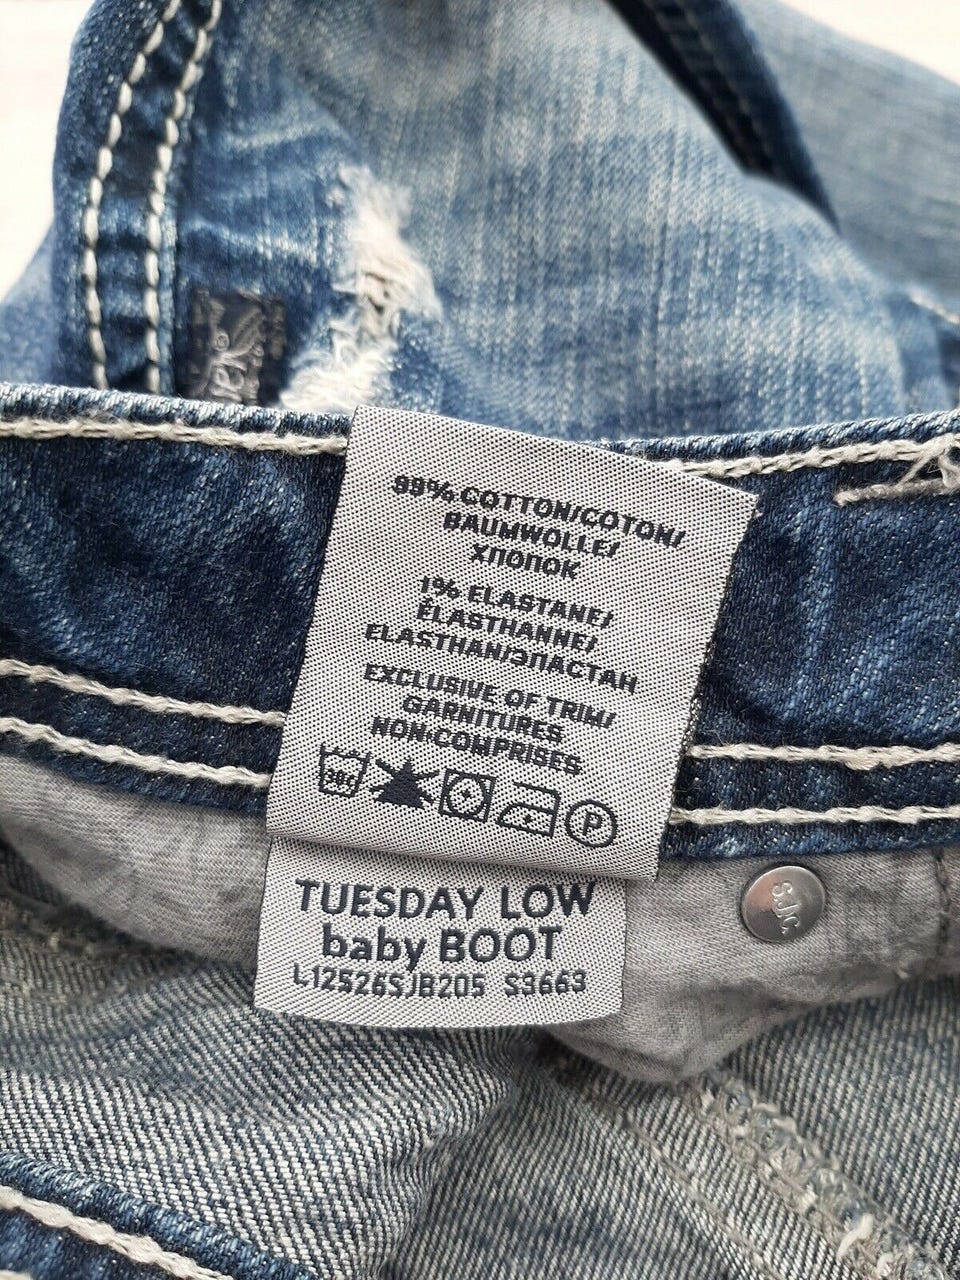 99% COTTON/COTON/
BAUMWOLLE/
ХЛОПОК
1% ELASTANE/
ÉLASTHANNE/
ELASTHAN/ЭЛАСТАН
EXCLUSIVE OF TRIM/
GARNITURES
NON-COMPRISES
30°
P
TUESDAY LOW
baby BOOT
L12526SJB205 S3663
S.J.C.